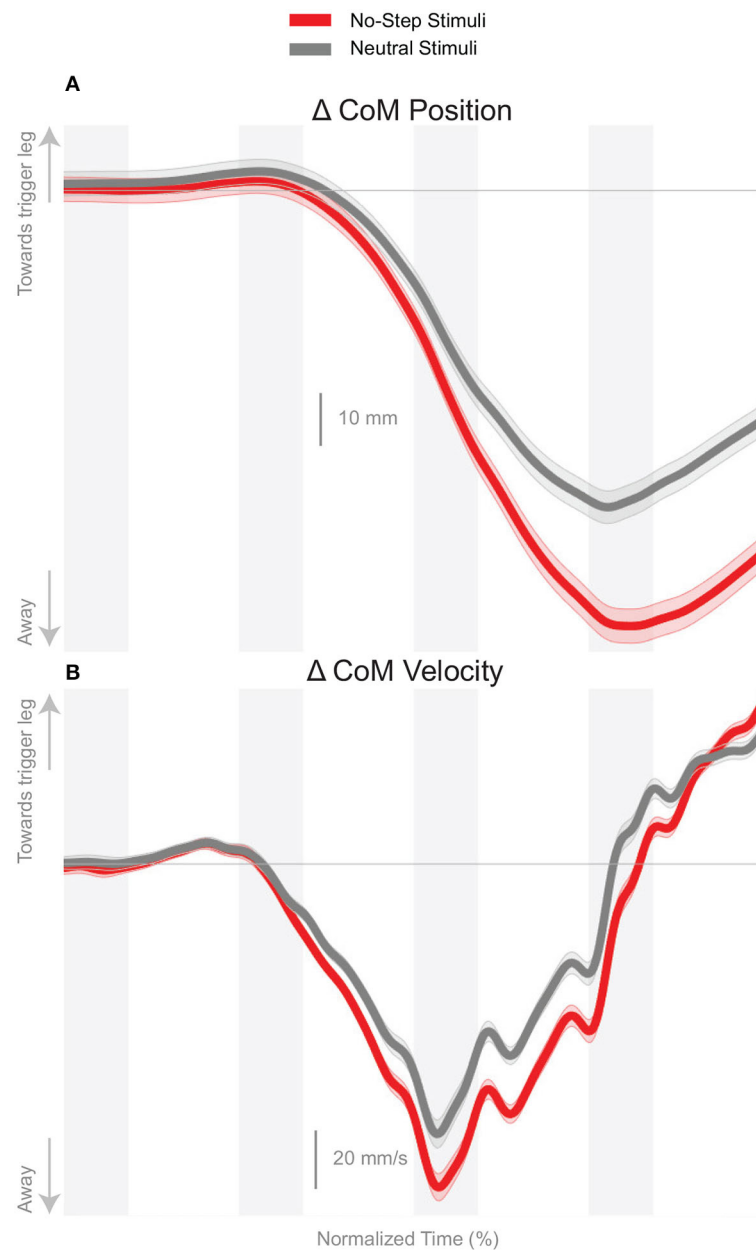 No-Step Stimuli
Neutral Stimuli
A
Δ CoM Position
Towards trigger leg
10 mm
Away
B
Δ CoM Velocity
Towards trigger leg
20 mm/s
Away
Normalized Time (%)